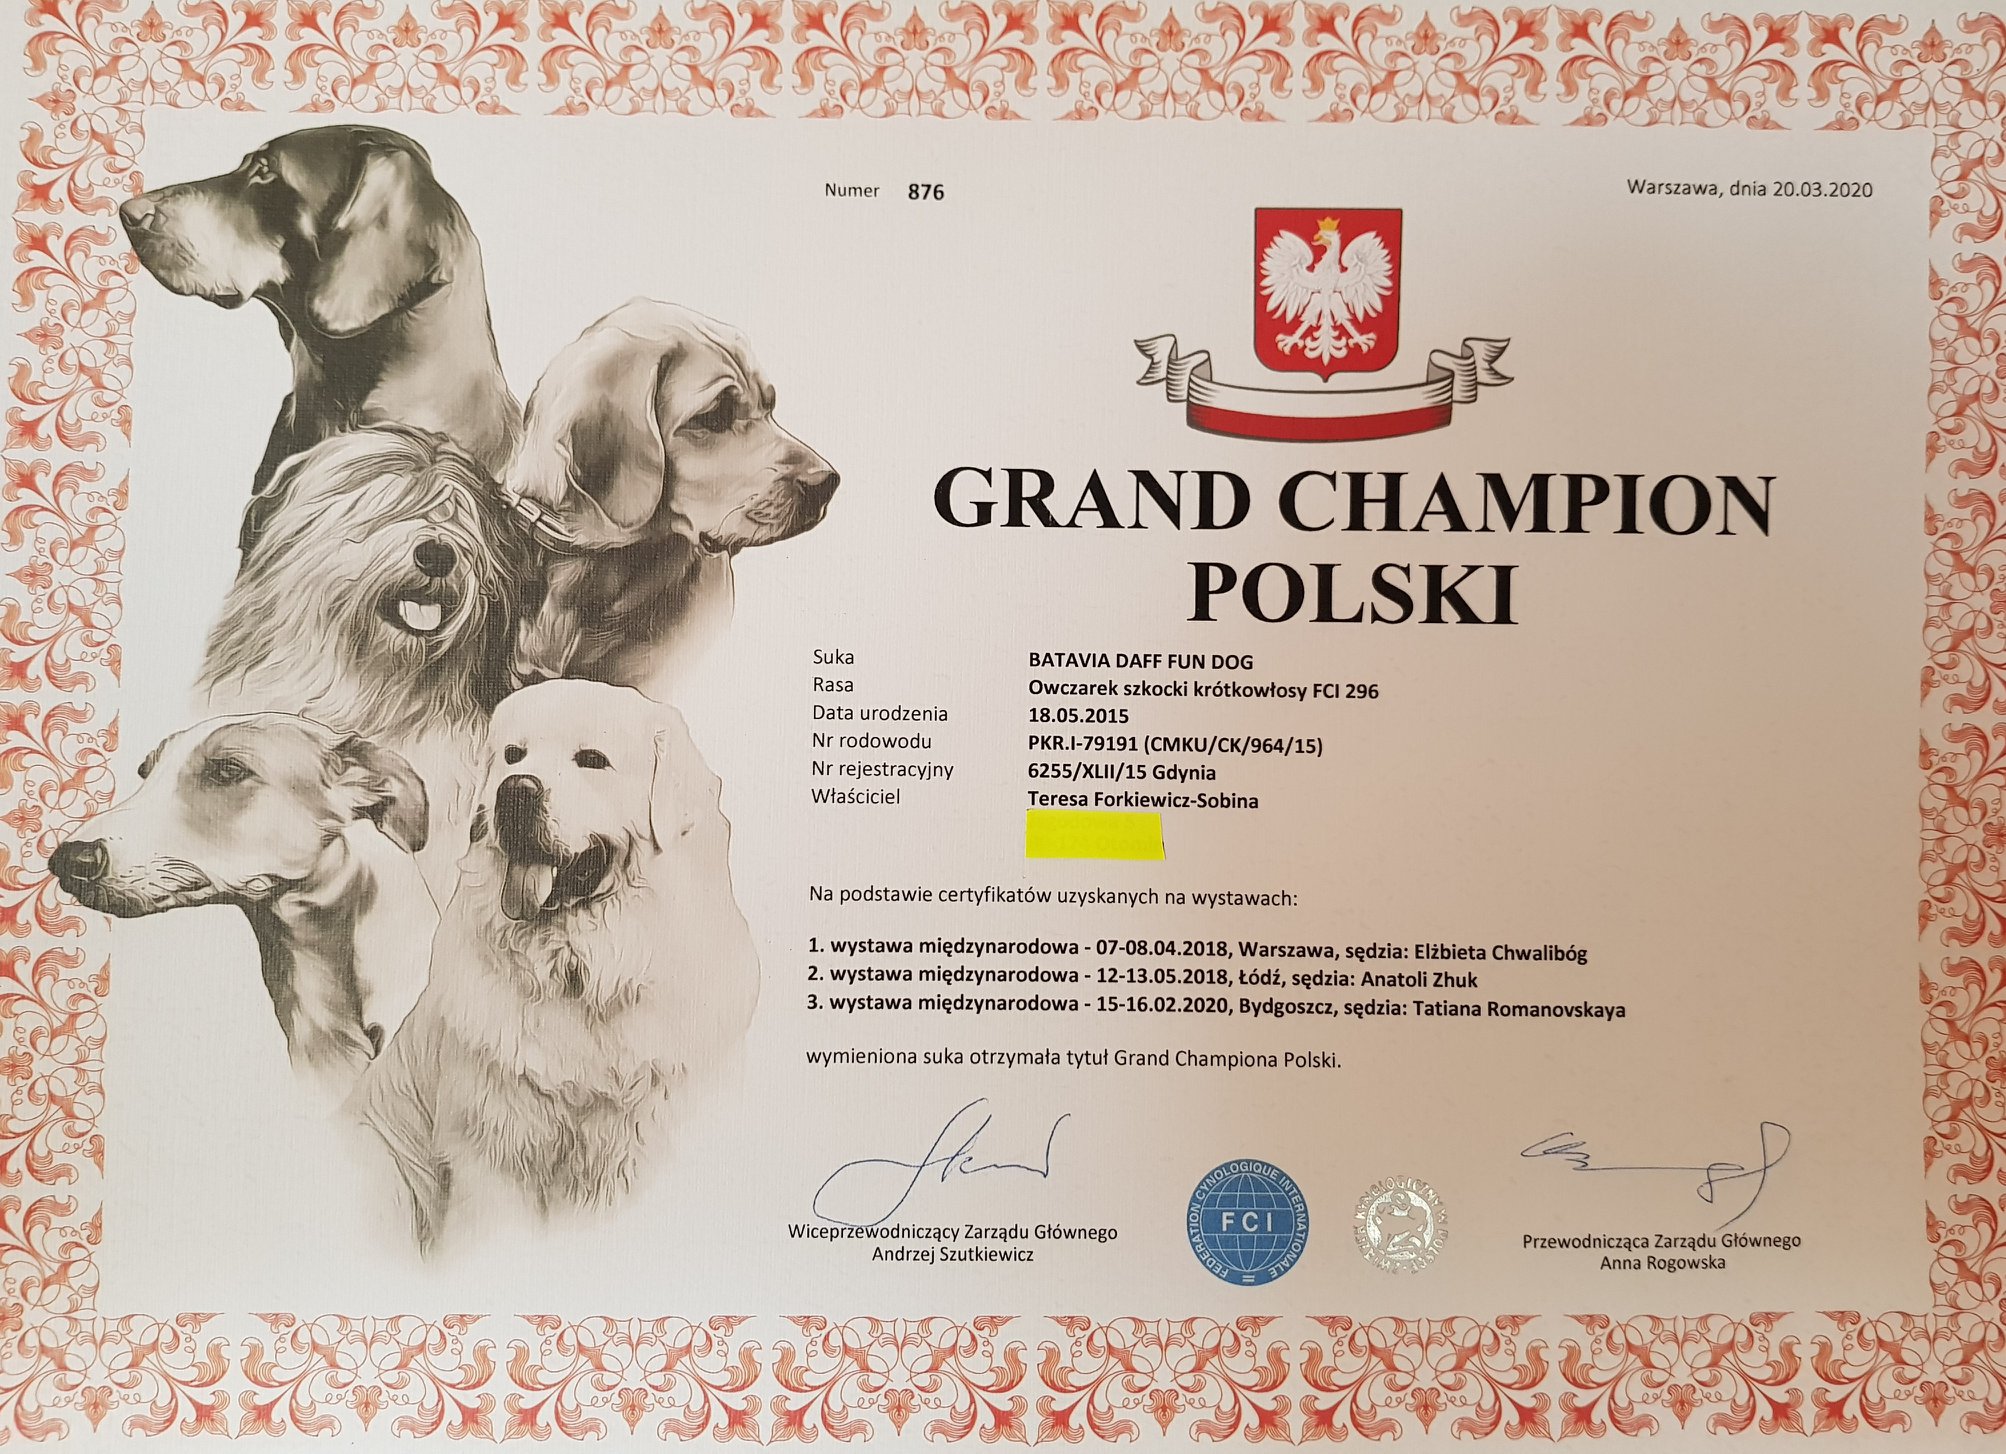 Numer 876
Warszawa, dnia 20.03.2020
GRAND CHAMPION
POLSKI
Suka BATAVIA DAFF FUN DOG
Rasa Owczarek szkocki krótkowłosy FCI 296
Data urodzenia 18.05.2015
Nr rodowodu PKR.I-79191 (CMKU/CK/964/15)
Nr rejestracyjny 6255/XLII/15 Gdynia
Właściciel Teresa Forkiewicz-Sobina
Na podstawie certyfikatów uzyskanych na wystawach:
1. wystawa międzynarodowa - 07-08.04.2018, Warszawa, sędzia: Elżbieta Chwalibóg
2. wystawa międzynarodowa - 12-13.05.2018, Łódź, sędzia: Anatoli Zhuk
3. wystawa międzynarodowa - 15-16.02.2020, Bydgoszcz, sędzia: Tatiana Romanovskaya
wymieniona suka otrzymała tytuł Grand Championa Polski.
Wiceprzewodniczący Zarządu Głównego
Andrzej Szutkiewicz
FEDERATION CYNOLOGIQUE INTERNATIONALE
FCI
ZWIĄZEK KYNOLOGICZNY W POLSCE
Przewodnicząca Zarządu Głównego
Anna Rogowska